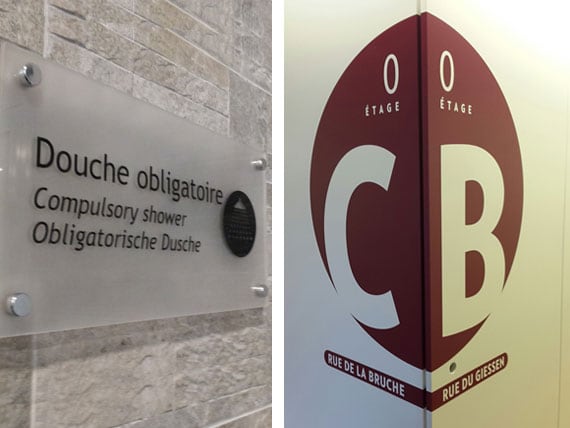 Douche obligatoire
Compulsory shower
Obligatorische Dusche
0
ÉTAGE
C
RUE DE LA BRUCHE
0
ÉTAGE
B
RUE DU GIESSEN